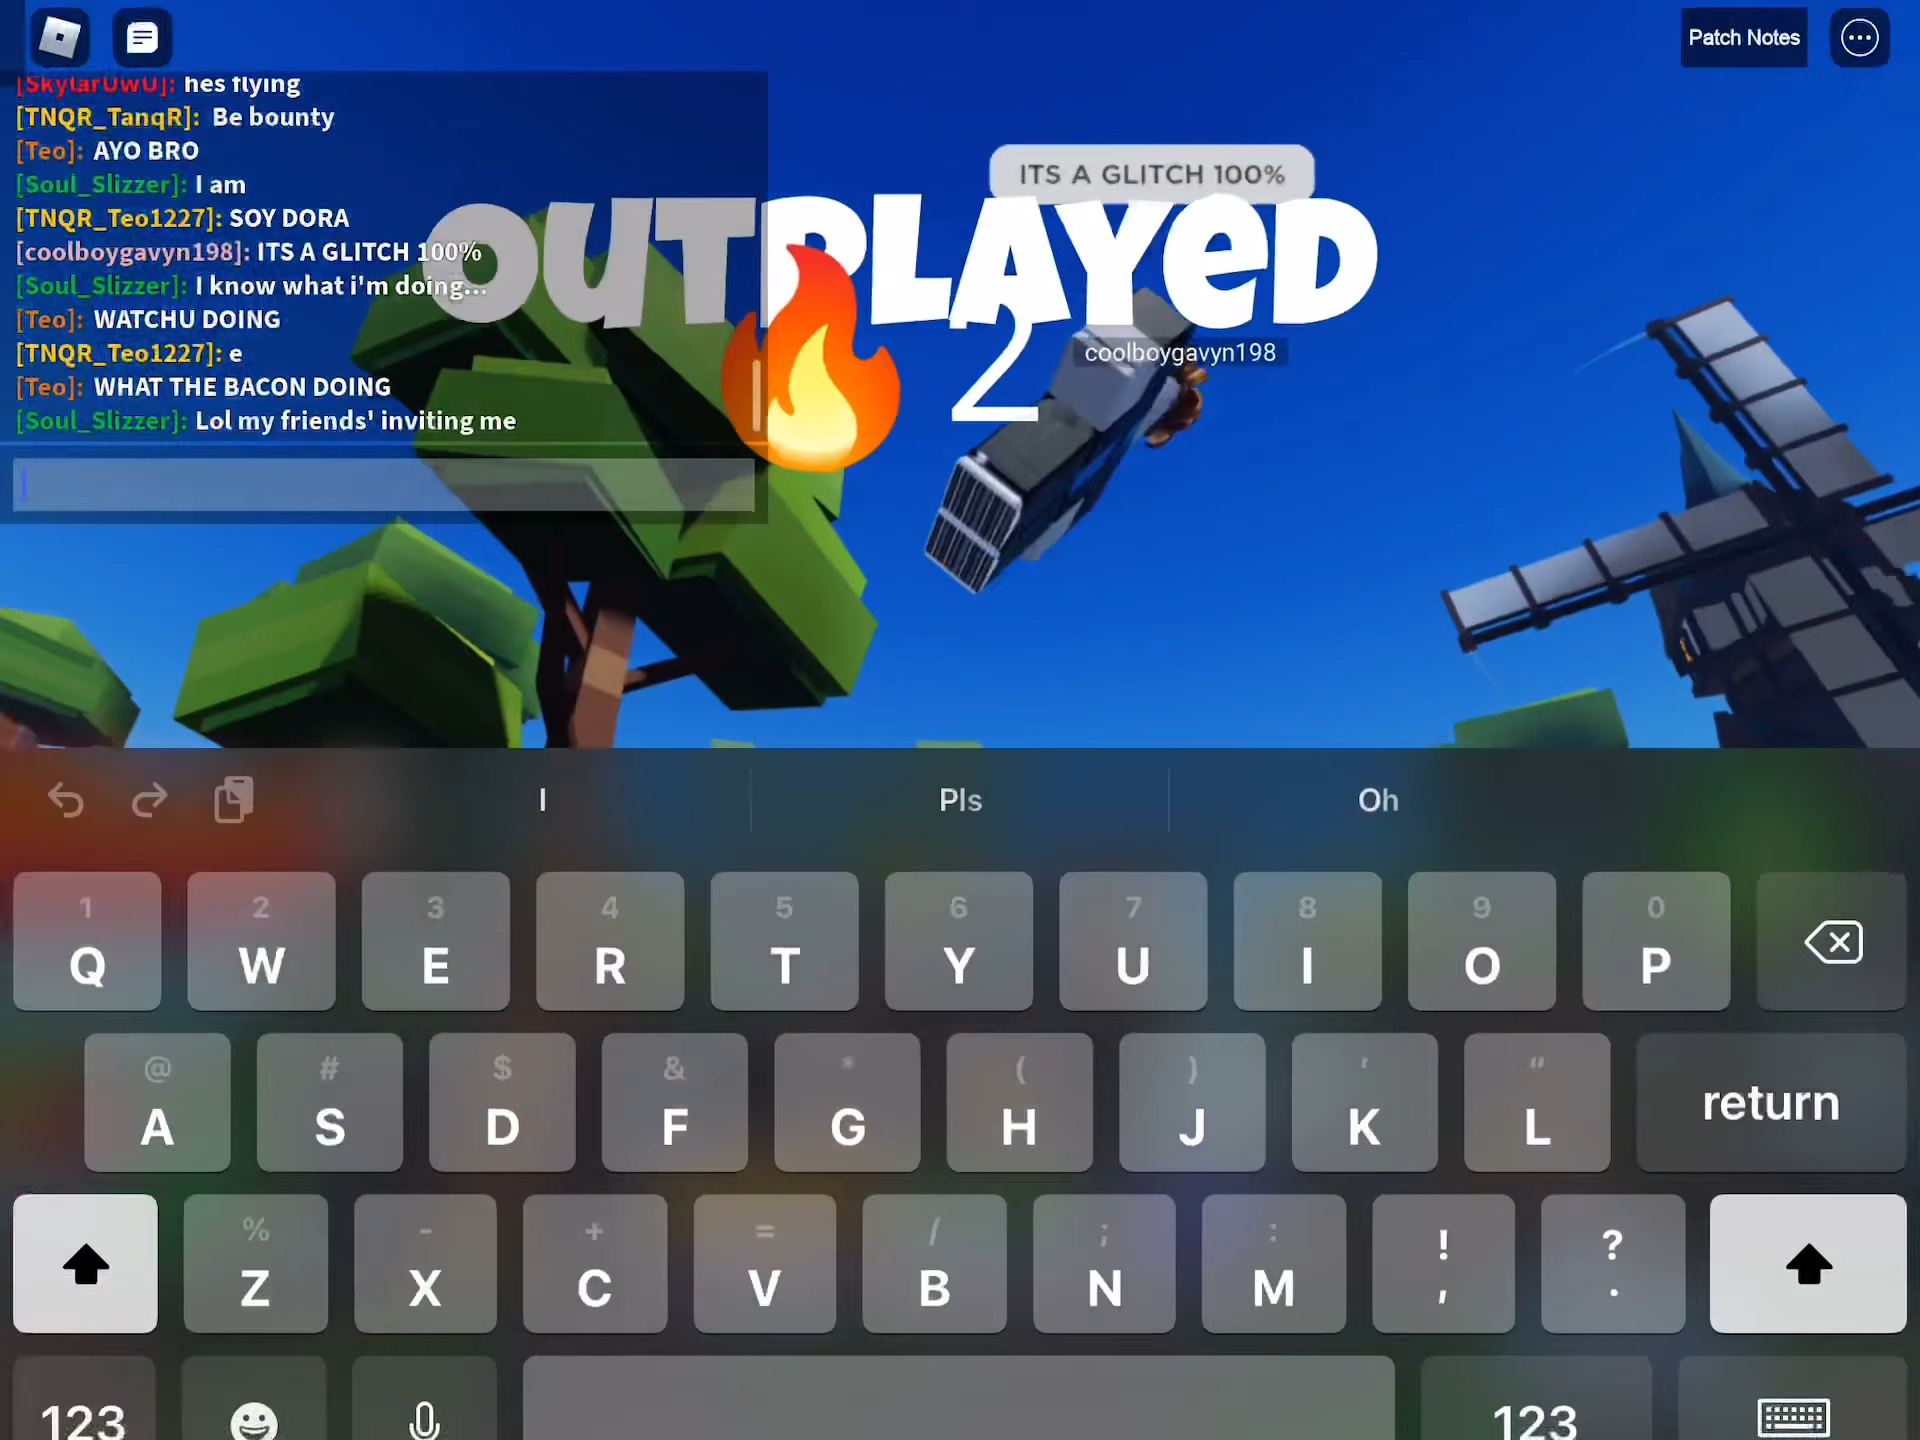 Patch Notes
[SkylarUwU]: hes flying
[TNQR_TanqR]: Be bounty
[Teo]: AYO BRO
[Soul_Slizzer]: I am
[TNQR_Teo1227]: SOY DORA
[coolboygavyn198]: ITS A GLITCH 100%
[Soul_Slizzer]: I know what i'm doing...
[Teo]: WATCHU DOING
[TNQR_Teo1227]: e
[Teo]: WHAT THE BACON DOING
[Soul_Slizzer]: Lol my friends' inviting me
ITS A GLITCH 100%
OUTPLAYED
2
coolboygavyn198
I Pls Oh
1 2 3 4 5 6 7 8 9 0
Q W E R T Y U I O P
@ # $ & * ( ) ' "
A S D F G H J K L return
% - + = / ; : ! ?
Z X C V B N M , .
123 123